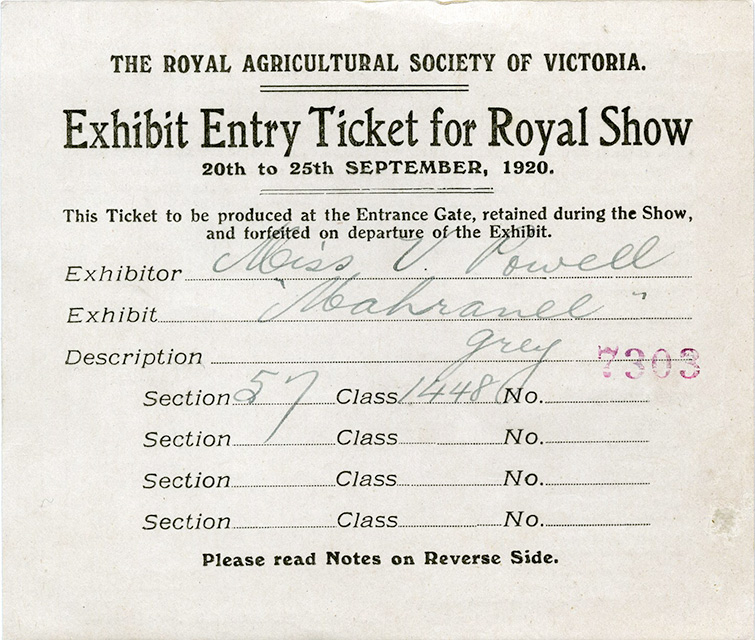 THE ROYAL AGRICULTURAL SOCIETY OF VICTORIA.
Exhibit Entry Ticket for Royal Show
20th to 25th SEPTEMBER, 1920.
This Ticket to be produced at the Entrance Gate, retained during the Show,
and forfeited on departure of the Exhibit.
Exhibitor Miss V. Powell
Exhibit "Mahranee"
Description grey
7303
Section 57 Class 1448 No.
Section Class No.
Section Class No.
Section Class No.
Please read Notes on Reverse Side.